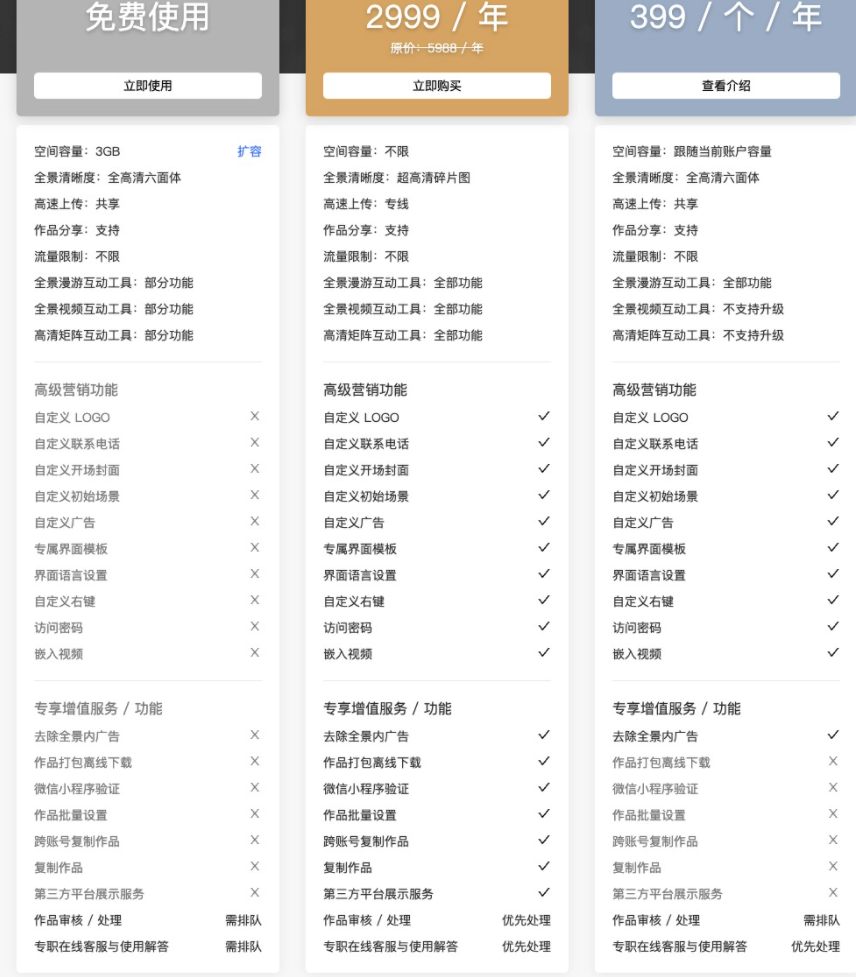 免费使用
立即使用
空间容量：3GB 扩容
全景清晰度：全高清六面体
高速上传：共享
作品分享：支持
流量限制：不限
全景漫游互动工具：部分功能
全景视频互动工具：部分功能
高清矩阵互动工具：部分功能
高级营销功能
自定义 LOGO
自定义联系电话
自定义开场封面
自定义初始场景
自定义广告
专属界面模板
界面语言设置
自定义右键
访问密码
嵌入视频
专享增值服务 / 功能
去除全景内广告
作品打包离线下载
微信小程序验证
作品批量设置
跨账号复制作品
复制作品
第三方平台展示服务
作品审核 / 处理 需排队
专职在线客服与使用解答 需排队
2999 / 年
原价：5988 / 年
立即购买
空间容量：不限
全景清晰度：超高清碎片图
高速上传：专线
作品分享：支持
流量限制：不限
全景漫游互动工具：全部功能
全景视频互动工具：全部功能
高清矩阵互动工具：全部功能
高级营销功能
自定义 LOGO
自定义联系电话
自定义开场封面
自定义初始场景
自定义广告
专属界面模板
界面语言设置
自定义右键
访问密码
嵌入视频
专享增值服务 / 功能
去除全景内广告
作品打包离线下载
微信小程序验证
作品批量设置
跨账号复制作品
复制作品
第三方平台展示服务
作品审核 / 处理 优先处理
专职在线客服与使用解答 优先处理
399 / 个 / 年
查看介绍
空间容量：跟随当前账户容量
全景清晰度：全高清六面体
高速上传：共享
作品分享：支持
流量限制：不限
全景漫游互动工具：全部功能
全景视频互动工具：不支持升级
高清矩阵互动工具：不支持升级
高级营销功能
自定义 LOGO
自定义联系电话
自定义开场封面
自定义初始场景
自定义广告
专属界面模板
界面语言设置
自定义右键
访问密码
嵌入视频
专享增值服务 / 功能
去除全景内广告
作品打包离线下载
微信小程序验证
作品批量设置
跨账号复制作品
复制作品
第三方平台展示服务
作品审核 / 处理 需排队
专职在线客服与使用解答 优先处理